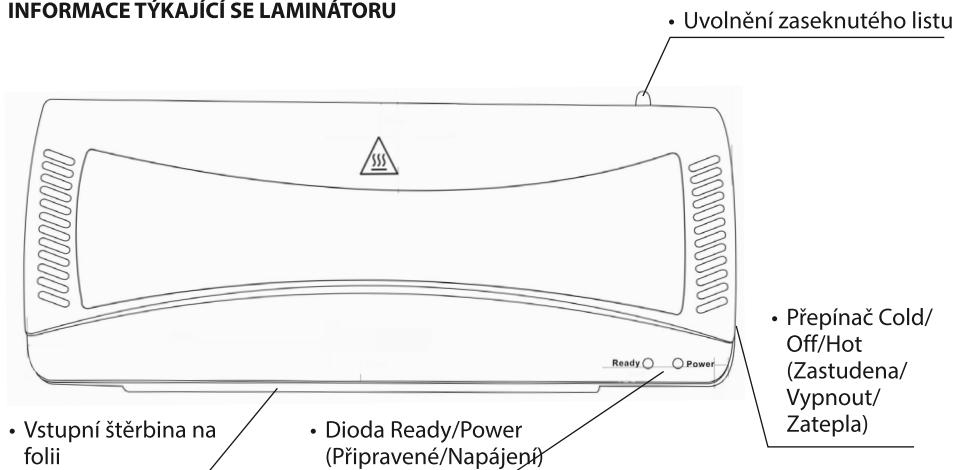 INFORMACE TÝKAJÍCÍ SE LAMINÁTORU
• Uvolnění zaseknutého listu
Ready Power
• Přepínač Cold/
Off/Hot
(Zastudena/
Vypnout/
Zatepla)
• Vstupní štěrbina na
folii
• Dioda Ready/Power
(Připravené/Napájení)